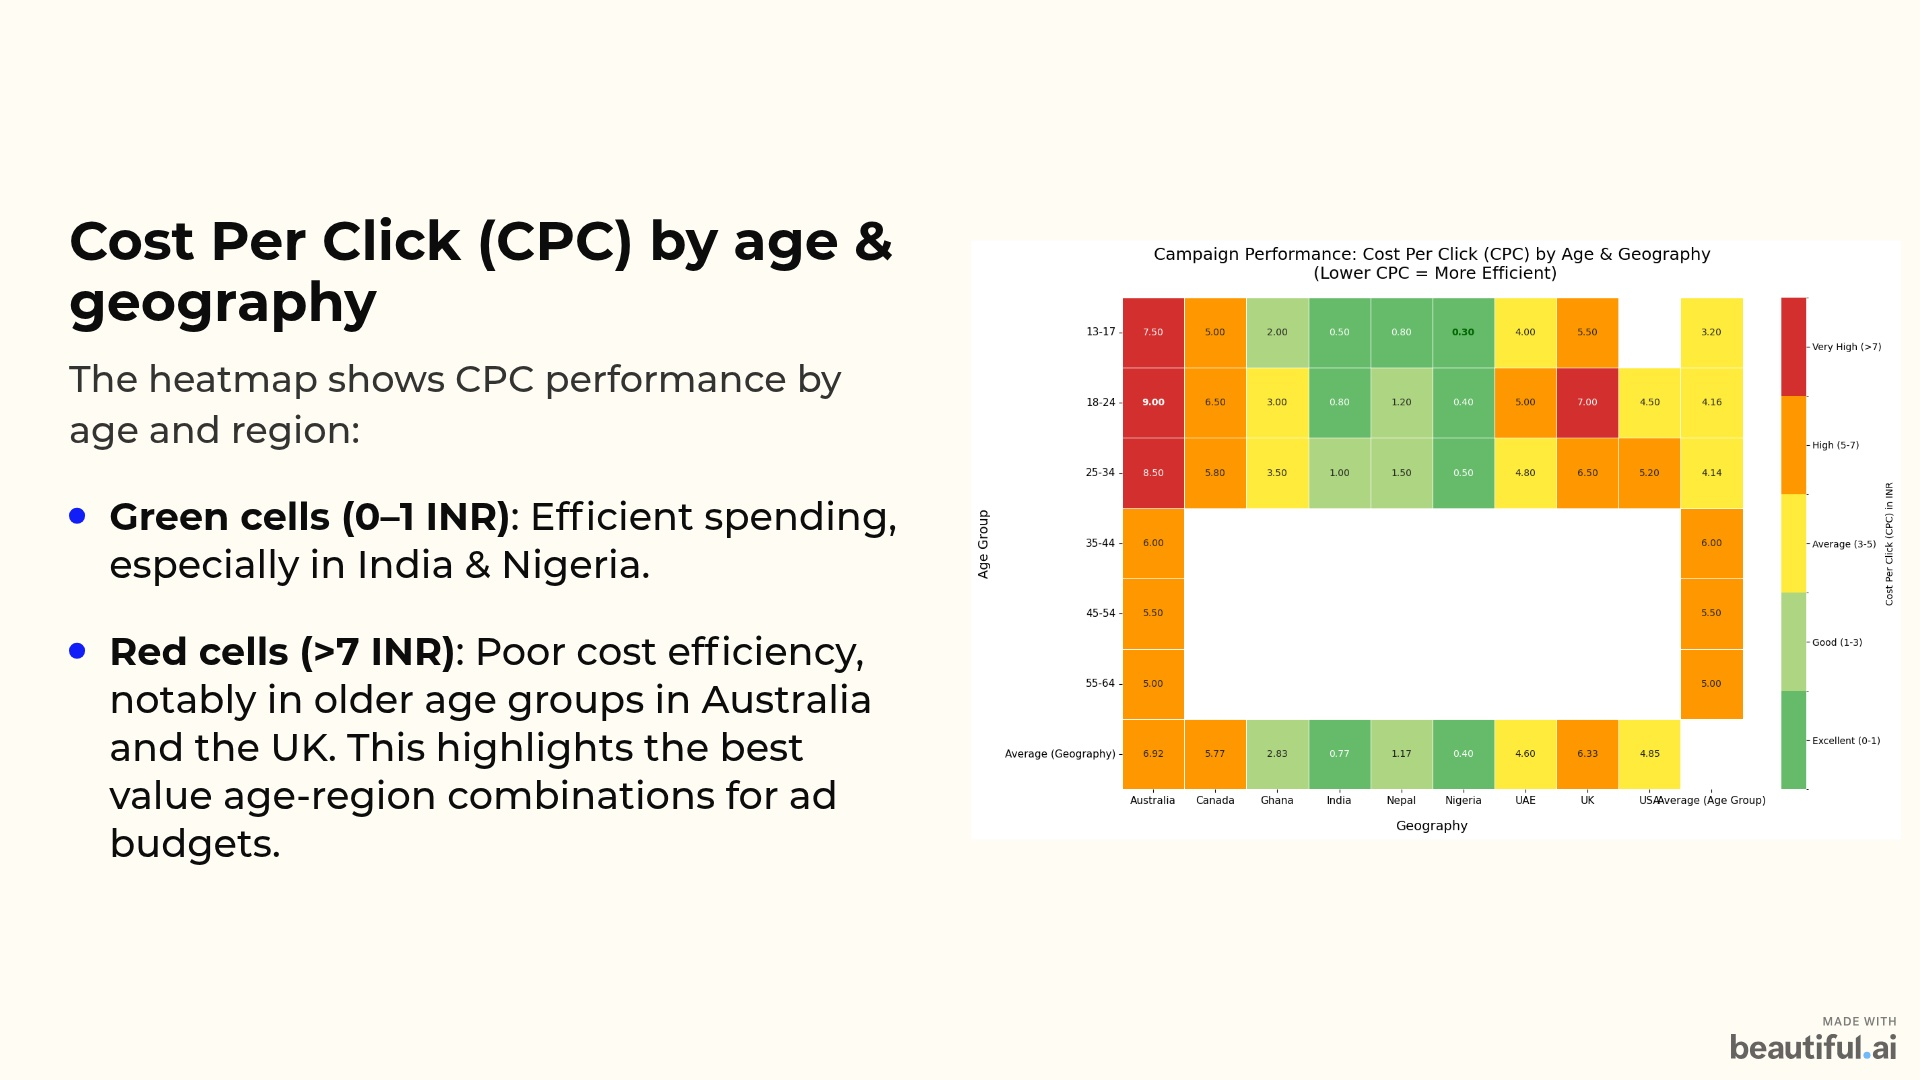 Cost Per Click (CPC) by age &
geography
The heatmap shows CPC performance by
age and region:
Green cells (0–1 INR): Efficient spending,
especially in India & Nigeria.
Red cells (>7 INR): Poor cost efficiency,
notably in older age groups in Australia
and the UK. This highlights the best
value age-region combinations for ad
budgets.
Campaign Performance: Cost Per Click (CPC) by Age & Geography
(Lower CPC = More Efficient)
Age Group
13-17 7.50 5.00 2.00 0.50 0.80 0.30 4.00 5.50 3.20
18-24 9.00 6.50 3.00 0.80 1.20 0.40 5.00 7.00 4.50 4.16
25-34 8.50 5.80 3.50 1.00 1.50 0.50 4.80 6.50 5.20 4.14
35-44 6.00 6.00
45-54 5.50 5.50
55-64 5.00 5.00
Average (Geography) 6.92 5.77 2.83 0.77 1.17 0.40 4.60 6.33 4.85
Australia Canada Ghana India Nepal Nigeria UAE UK USA Average (Age Group)
Geography
Very High (>7)
High (5-7)
Average (3-5)
Good (1-3)
Excellent (0-1)
Cost Per Click (CPC) in INR
MADE WITH
beautiful.ai